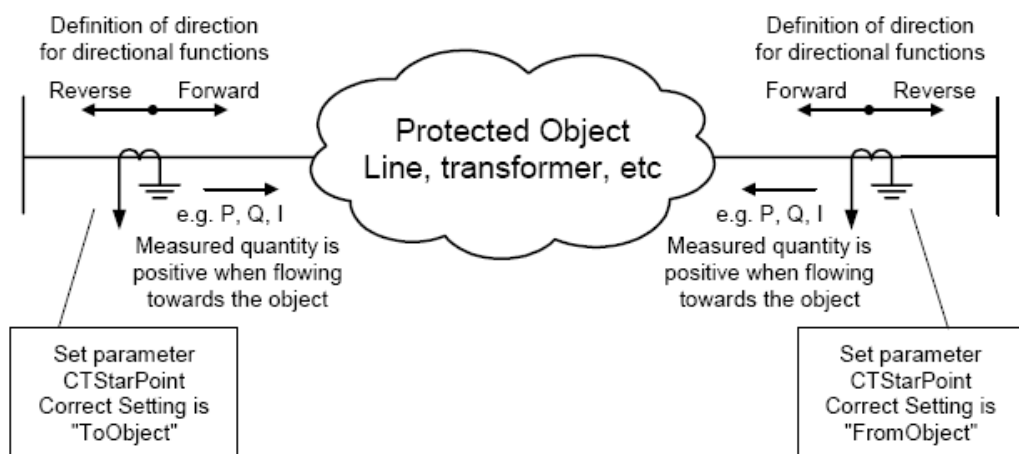 Definition of direction
for directional functions
Reverse Forward
Definition of direction
for directional functions
Forward Reverse
Protected Object
Line, transformer, etc
e.g. P, Q, I
Measured quantity is
positive when flowing
towards the object
e.g. P, Q, I
Measured quantity is
positive when flowing
towards the object
Set parameter
CTStarPoint
Correct Setting is
"ToObject"
Set parameter
CTStarPoint
Correct Setting is
"FromObject"